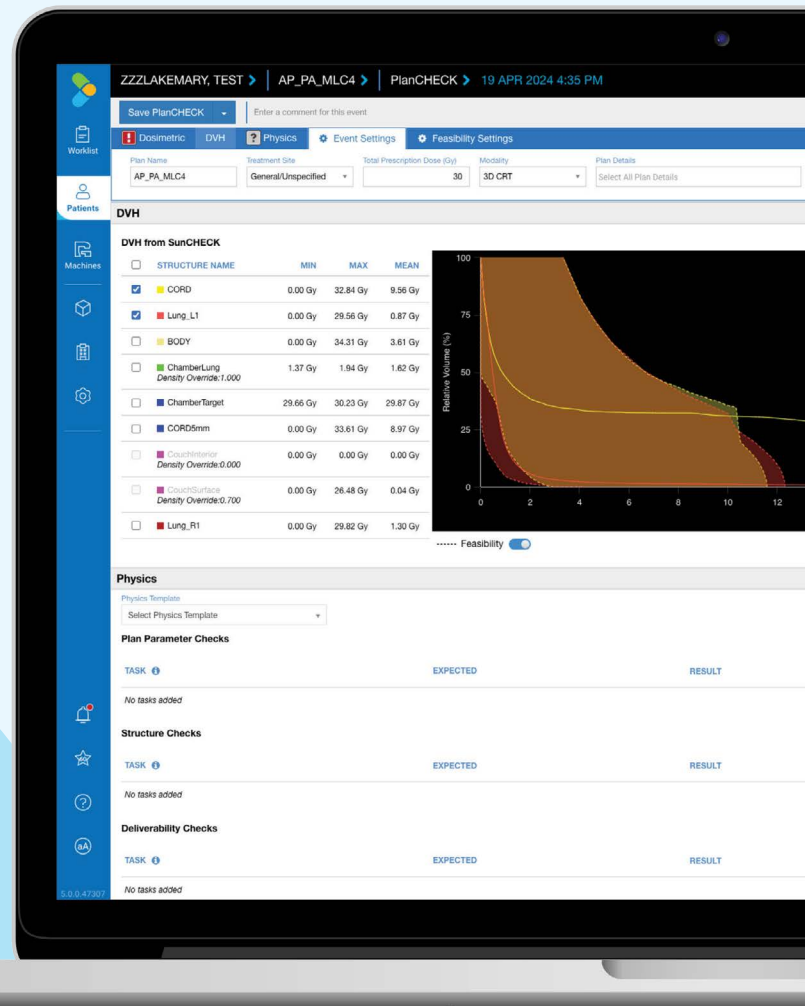 ZZZLAKEMARY, TEST > AP_PA_MLC4 > PlanCHECK > 19 APR 2024 4:35 PM
Save PlanCHECK Enter a comment for this event
Dosimetric DVH ? Physics Event Settings Feasibility Settings
Plan Name Treatment Site Total Prescription Dose (Gy) Modality Plan Details
AP_PA_MLC4 General/Unspecified 30 3D CRT Select All Plan Details
Worklist
Patients
Machines
DVH
DVH from SunCHECK
STRUCTURE NAME MIN MAX MEAN
CORD 0.00 Gy 32.84 Gy 9.56 Gy
Lung_L1 0.00 Gy 29.56 Gy 0.87 Gy
BODY 0.00 Gy 34.31 Gy 3.61 Gy
ChamberLung 1.37 Gy 1.94 Gy 1.62 Gy
Density Override:1.000
ChamberTarget 29.66 Gy 30.23 Gy 29.87 Gy
CORD5mm 0.00 Gy 33.61 Gy 8.97 Gy
CouchInterior 0.00 Gy 0.00 Gy 0.00 Gy
Density Override:0.000
CouchSurface 0.00 Gy 26.48 Gy 0.04 Gy
Density Override:0.700
Lung_R1 0.00 Gy 29.82 Gy 1.30 Gy
Relative Volume (%)
100
75
50
25
0
0 2 4 6 8 10 12
Feasibility
Physics
Physics Template
Select Physics Template
Plan Parameter Checks
TASK EXPECTED RESULT
No tasks added
Structure Checks
TASK EXPECTED RESULT
No tasks added
Deliverability Checks
TASK EXPECTED RESULT
No tasks added
aA
5.0.0.47307